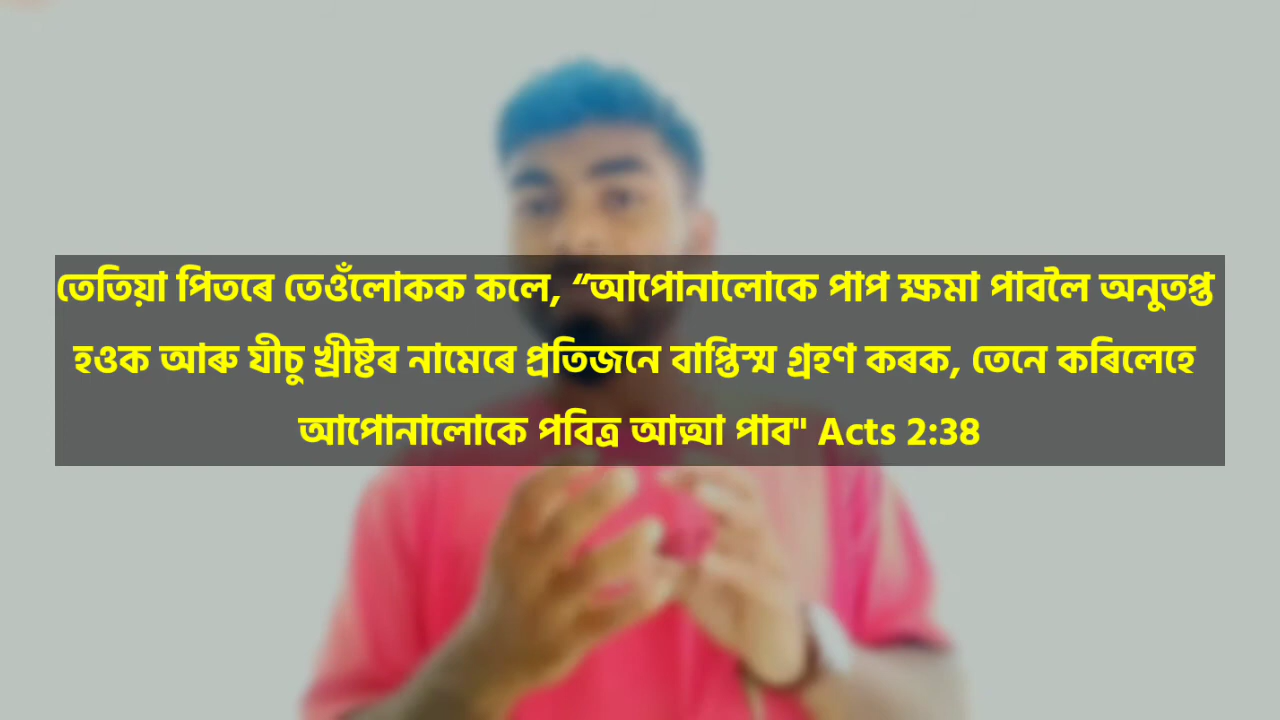 তেতিয়া পিতৰে তেওঁলোকক কলে, “আপোনালোকে পাপ ক্ষমা পাবলৈ অনুতপ্ত
হওক আৰু যীচু খ্ৰীষ্টৰ নামেৰে প্ৰতিজনে বাপ্তিস্ম গ্ৰহণ কৰক, তেনে কৰিলেহে
আপোনালোকে পবিত্ৰ আত্মা পাব" Acts 2:38